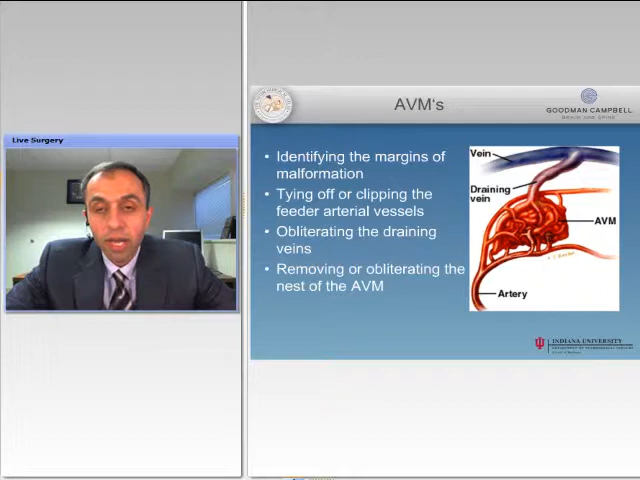 Live Surgery
AVM's
GOODMAN CAMPBELL
BRAIN AND SPINE
• Identifying the margins of
malformation
• Tying off or clipping the
feeder arterial vessels
• Obliterating the draining
veins
• Removing or obliterating the
nest of the AVM
Vein
Draining
vein
AVM
Artery
INDIANA UNIVERSITY